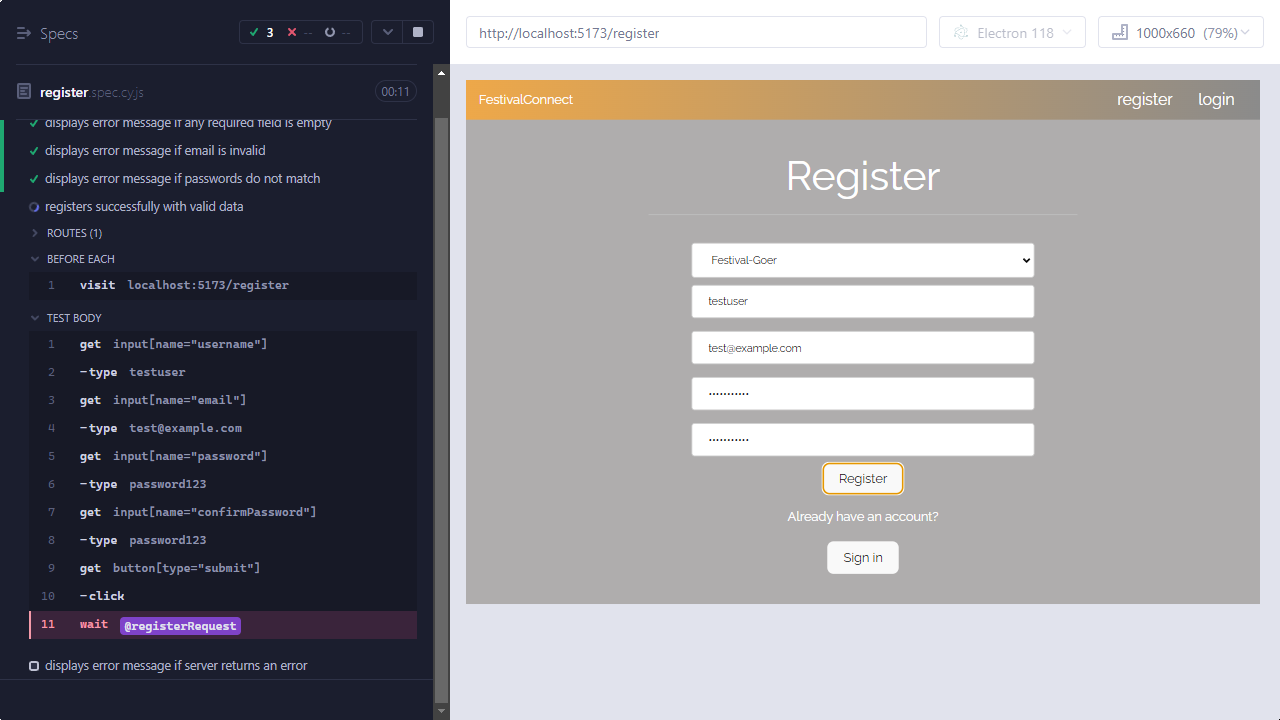 Specs
3 -- --
register.spec.cy.js
00:11
displays error message if any required field is empty
displays error message if email is invalid
displays error message if passwords do not match
registers successfully with valid data
ROUTES (1)
BEFORE EACH
1 visit localhost:5173/register
TEST BODY
1 get input[name="username"]
2 -type testuser
3 get input[name="email"]
4 -type test@example.com
5 get input[name="password"]
6 -type password123
7 get input[name="confirmPassword"]
8 -type password123
9 get button[type="submit"]
10 -click
11 wait @registerRequest
displays error message if server returns an error
http://localhost:5173/register
Electron 118
1000x660 (79%)
FestivalConnect
register login
Register
Festival-Goer
testuser
test@example.com
•••••••••••
•••••••••••
Register
Already have an account?
Sign in